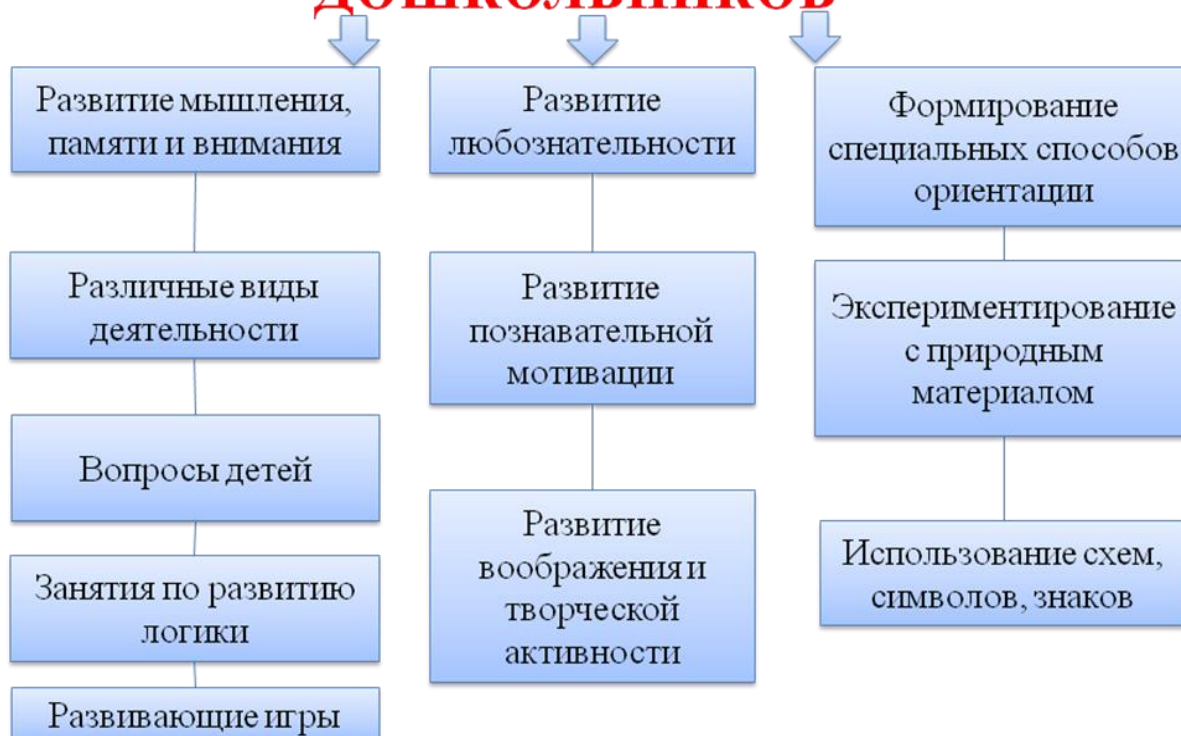 ДОШКОЛЬНИКОВ
Развитие мышления,
памяти и внимания
Различные виды
деятельности
Вопросы детей
Занятия по развитию
логики
Развивающие игры
Развитие
любознательности
Развитие
познавательной
мотивации
Развитие
воображения и
творческой
активности
Формирование
специальных способов
ориентации
Экспериментирование
с природным
материалом
Использование схем,
символов, знаков